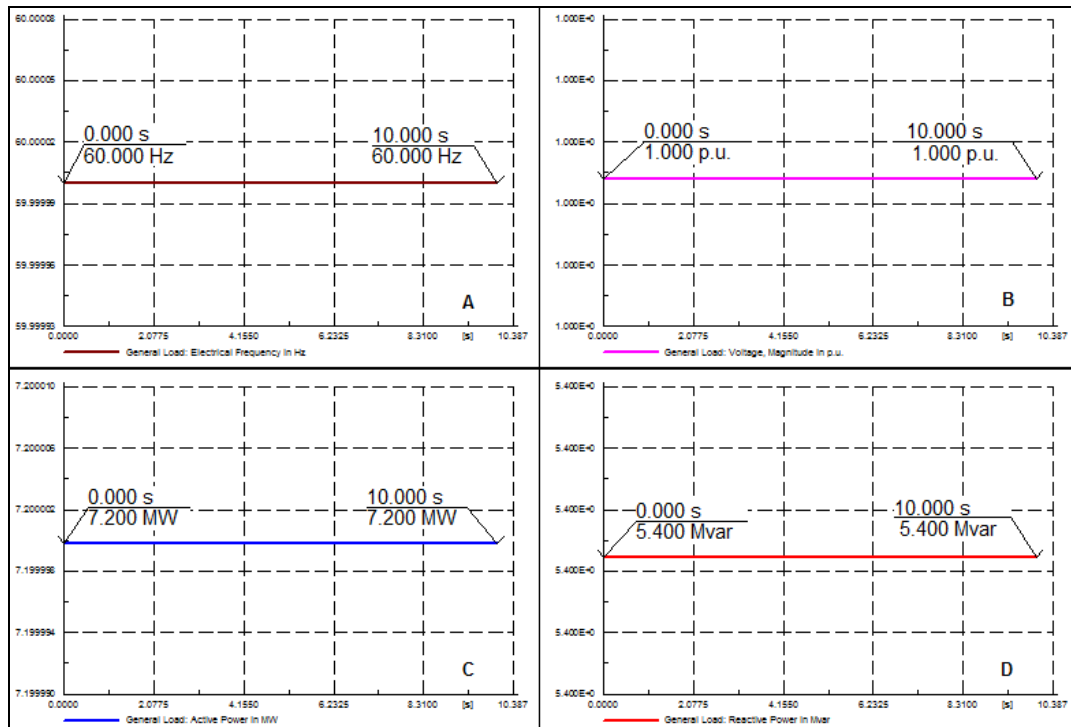 60.00008
60.00005
60.00002
59.99999
59.99996
59.99993
0.000 s
60.000 Hz
10.000 s
60.000 Hz
A
0.0000 2.0775 4.1550 6.2325 8.3100 [s] 10.387
General Load: Electrical Frequency in Hz
1.000E+0
1.000E+0
1.000E+0
1.000E+0
1.000E+0
1.000E+0
0.000 s
1.000 p.u.
10.000 s
1.000 p.u.
B
0.0000 2.0775 4.1550 6.2325 8.3100 [s] 10.387
General Load: Voltage, Magnitude in p.u.
7.200010
7.200006
7.200002
7.199998
7.199994
7.199990
0.000 s
7.200 MW
10.000 s
7.200 MW
C
0.0000 2.0775 4.1550 6.2325 8.3100 [s] 10.387
General Load: Active Power in MW
5.400E+0
5.400E+0
5.400E+0
5.400E+0
5.400E+0
5.400E+0
0.000 s
5.400 Mvar
10.000 s
5.400 Mvar
D
0.0000 2.0775 4.1550 6.2325 8.3100 [s] 10.387
General Load: Reactive Power in Mvar